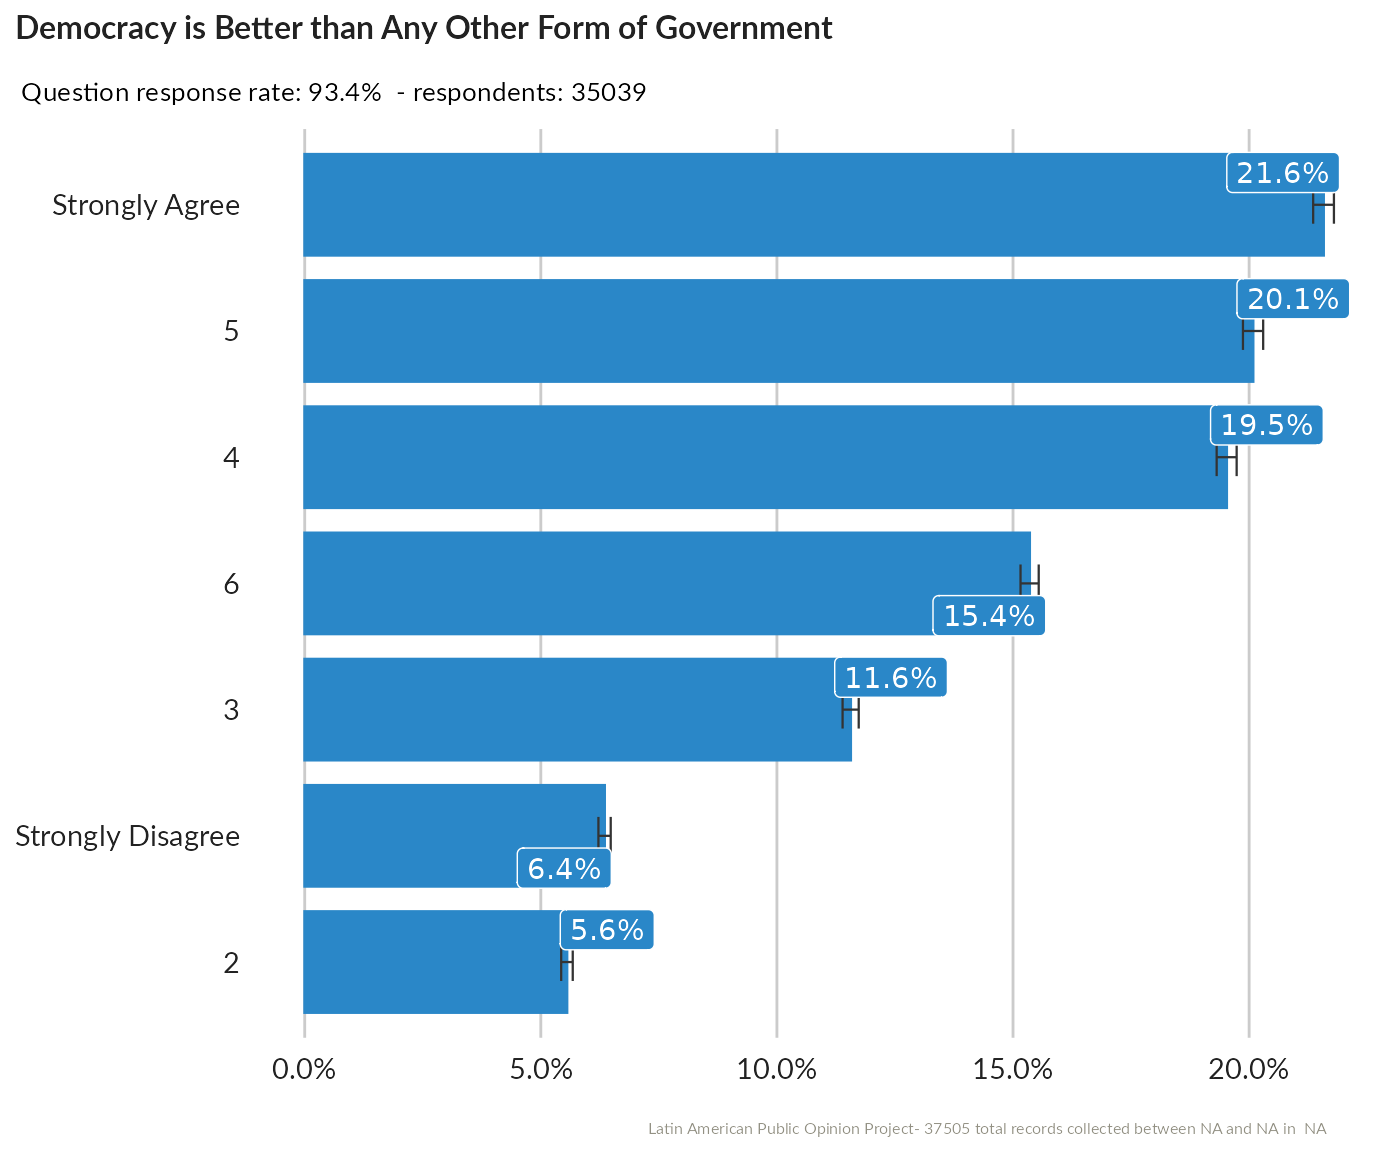 Democracy is Better than Any Other Form of Government
Question response rate: 93.4%  - respondents: 35039
Strongly Agree 21.6%
5 20.1%
4 19.5%
6 15.4%
3 11.6%
Strongly Disagree 6.4%
2 5.6%
0.0% 5.0% 10.0% 15.0% 20.0%
Latin American Public Opinion Project- 37505 total records collected between NA and NA in  NA